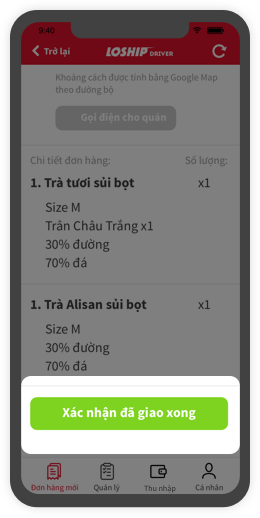 9:40
Trở lại
LOSHIP DRIVER
Khoảng cách được tính bằng Google Map
theo đường bộ
Gọi điện cho quán
Chi tiết đơn hàng:
Số lượng:
1. Trà tươi sủi bọt
x1
Size M
Trân Châu Trắng x1
30% đường
70% đá
1. Trà Alisan sủi bọt
x1
Size M
30% đường
70% đá
Xác nhận đã giao xong
Đơn hàng mới
Quản lý
Thu nhập
Cá nhân